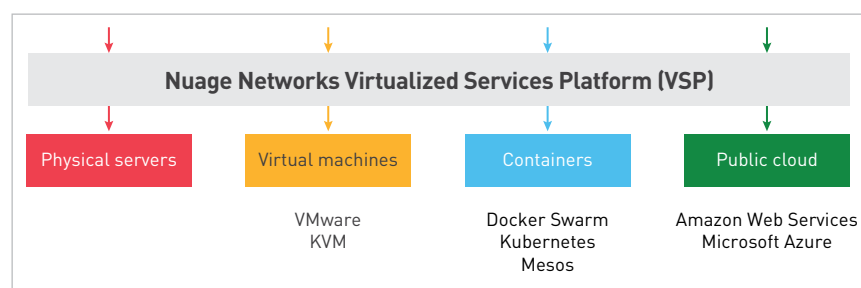 Nuage Networks Virtualized Services Platform (VSP)
Physical servers
Virtual machines
Containers
Public cloud
VMware
KVM
Docker Swarm
Kubernetes
Mesos
Amazon Web Services
Microsoft Azure